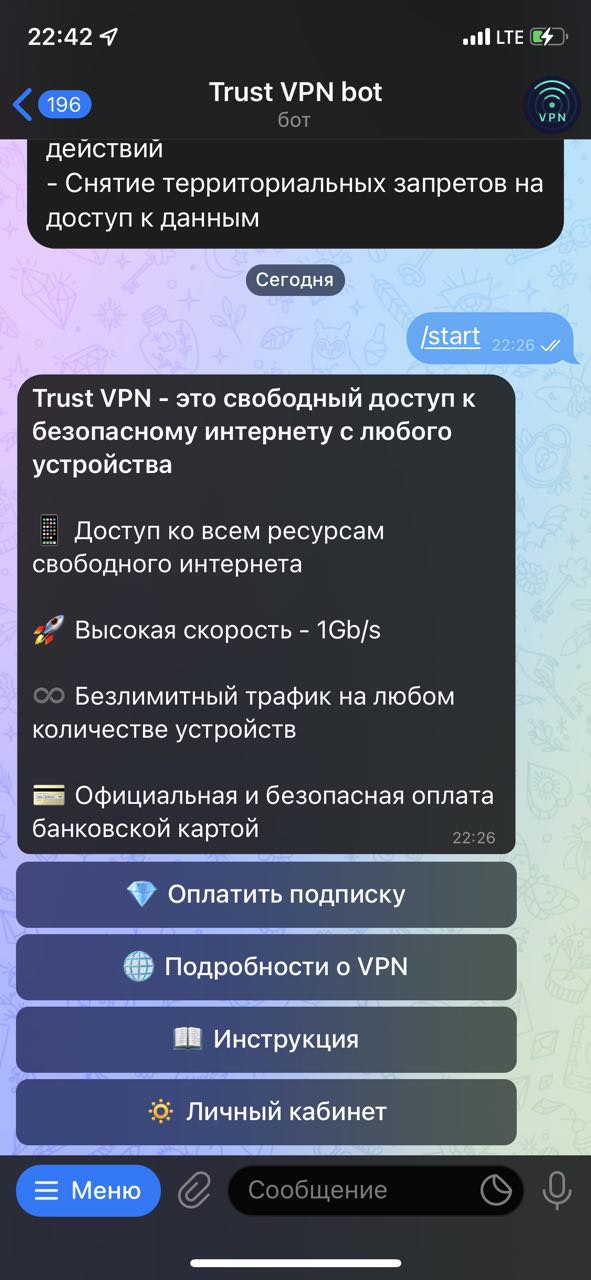 22:42
LTE
196
Trust VPN bot
бот
VPN
действий
- Снятие территориальных запретов на
доступ к данным
Сегодня
/start 22:26
Trust VPN - это свободный доступ к
безопасному интернету с любого
устройства
Доступ ко всем ресурсам
свободного интернета
Высокая скорость - 1Gb/s
Безлимитный трафик на любом
количестве устройств
Официальная и безопасная оплата
банковской картой
22:26
Оплатить подписку
Подробности о VPN
Инструкция
Личный кабинет
Меню
Сообщение